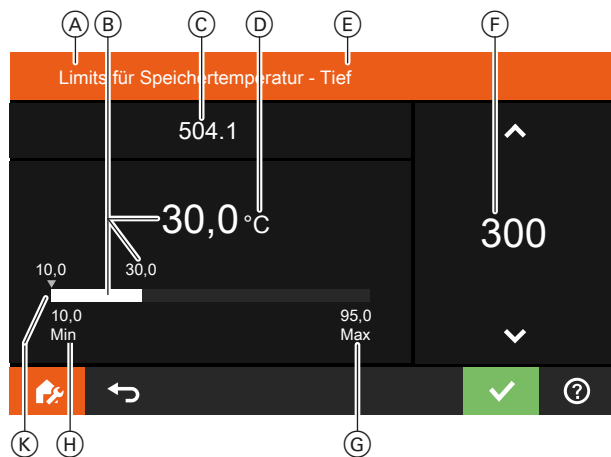 A B C D E F
Limits für Speichertemperatur - Tief
504.1
30,0 °C
300
10,0 30,0
10,0 95,0
Min Max
K H G